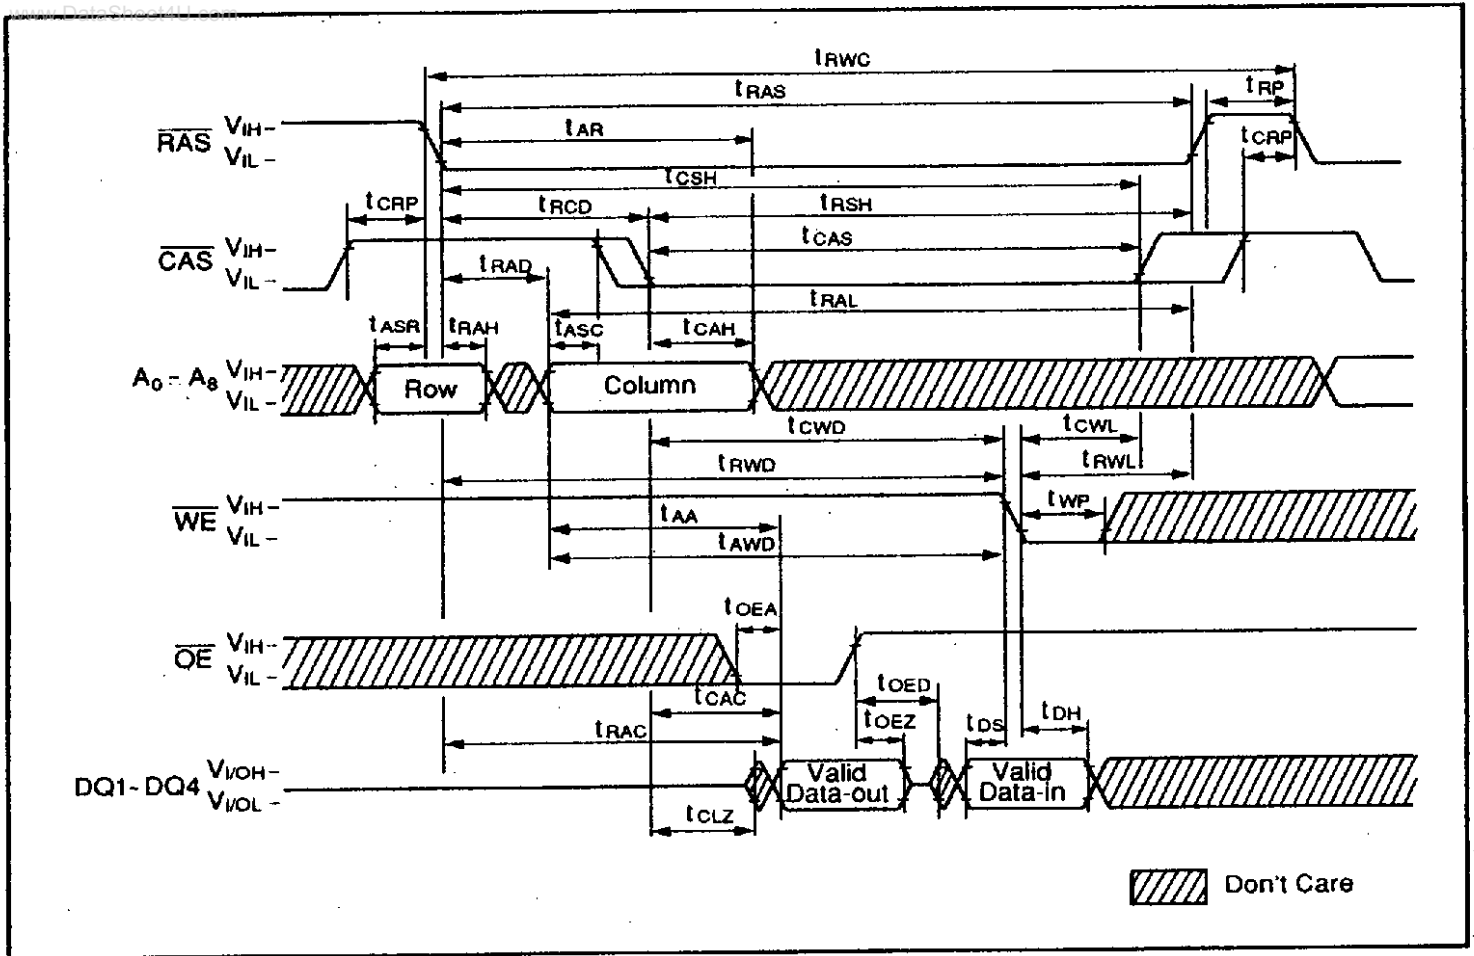 www.DataSheet4U.com
tRWC
tRAS
tRP
tAR
tCRP
RAS VIH-
VIL-
tCSH
tCRP
tRCD
tRSH
tCAS
CAS VIH-
VIL-
tRAD
tRAL
tASR
tRAH
tASC
tCAH
A0-A8 VIH-
VIL-
Row
Column
tCWD
tCWL
tRWD
tRWL
WE VIH-
VIL-
tWP
tAA
tAWD
tOEA
OE VIH-
VIL-
tCAC
tOED
tRAC
tOEZ
tDS
tDH
DQ1-DQ4 VI/OH-
VI/OL-
Valid
Data-out
Valid
Data-in
tCLZ
Don't Care